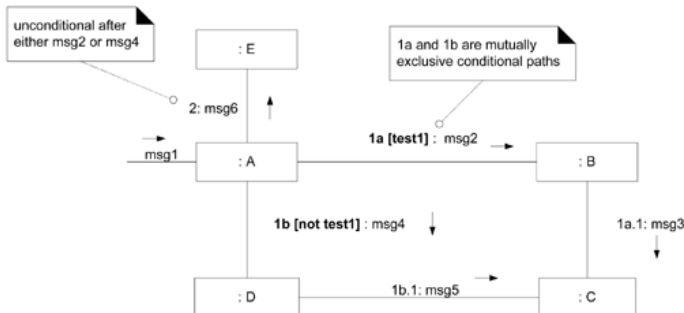 unconditional after
either msg2 or msg4
: E
1a and 1b are mutually
exclusive conditional paths
2: msg6
msg1
: A
1a [test1] : msg2
: B
1b [not test1] : msg4
1a.1: msg3
: D
1b.1: msg5
: C